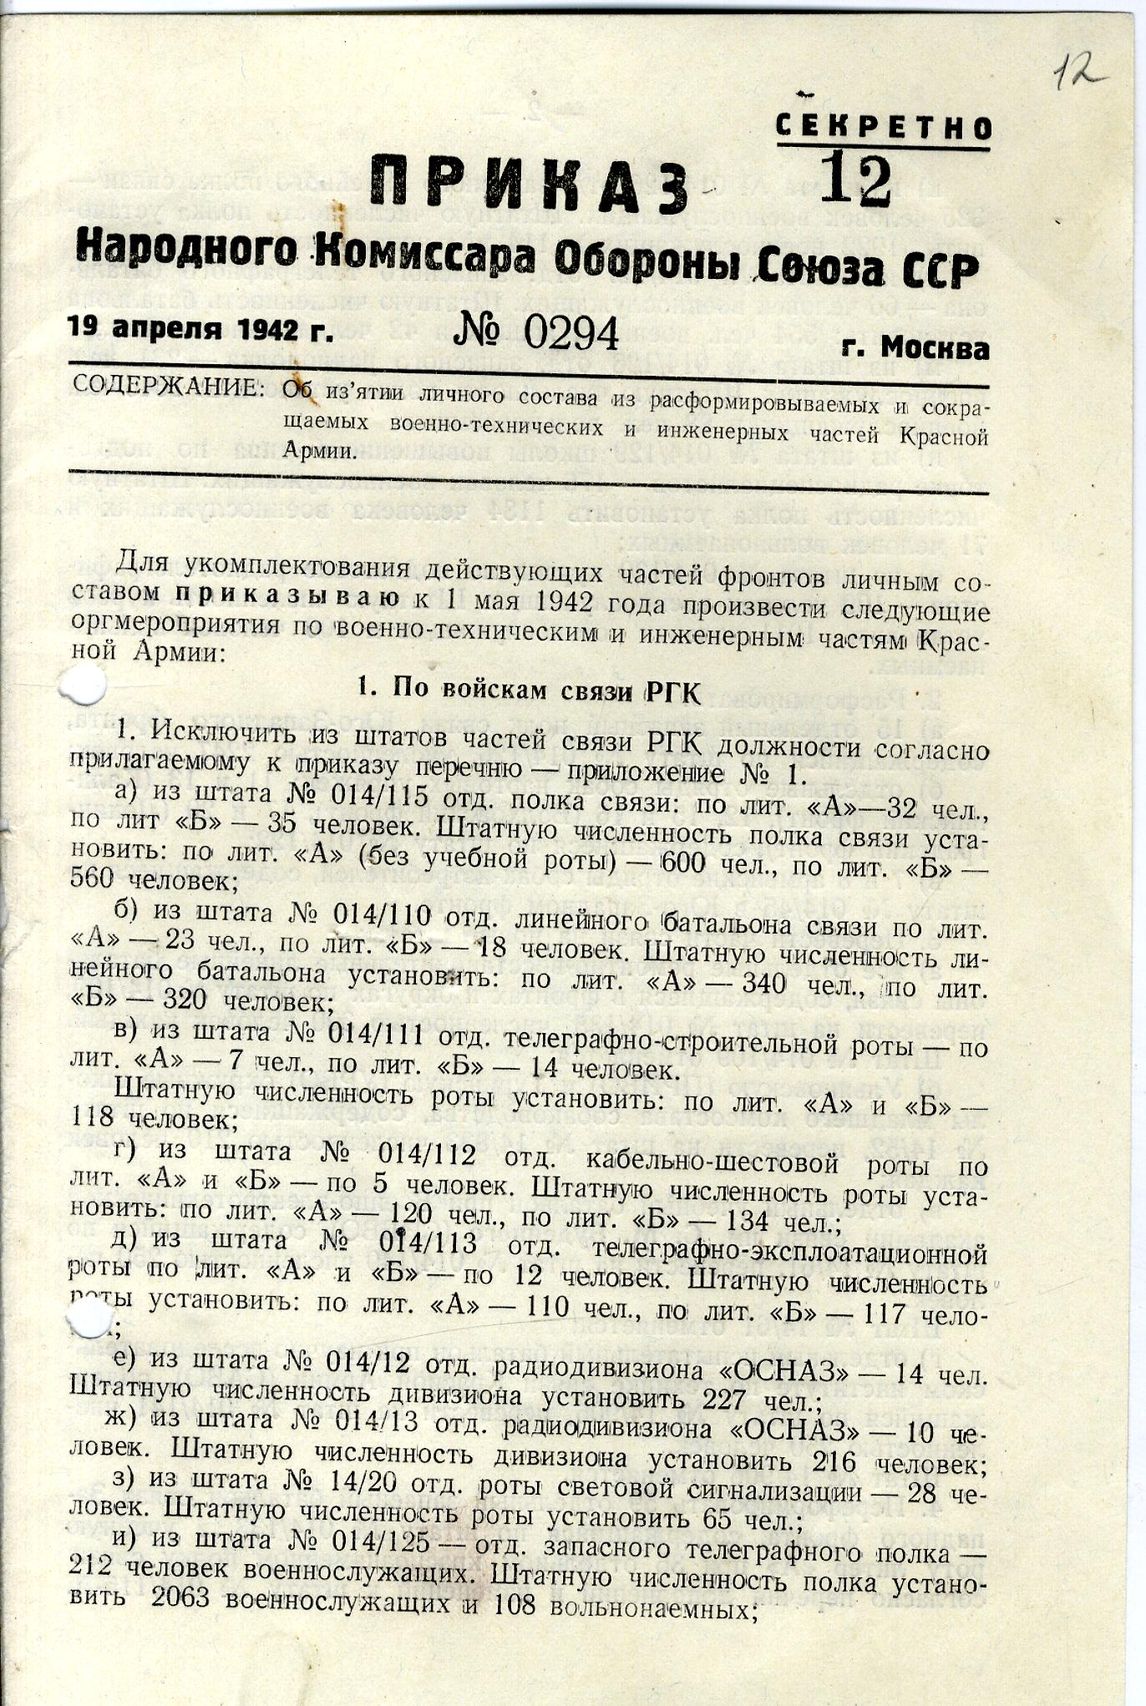 12
СЕКРЕТНО
12
ПРИКАЗ
Народного Комиссара Обороны Союза ССР
19 апреля 1942 г. № 0294 г. Москва
СОДЕРЖАНИЕ: Об из'ятии личного состава из расформировываемых и сокра-
щаемых военно-технических и инженерных частей Красной
Армии.
Для укомплектования действующих частей фронтов личным со-
ставом приказываю к 1 мая 1942 года произвести следующие
оргмероприятия по военно-техническим и инженерным частям Крас-
ной Армии:
1. По войскам связи РГК
1. Исключить из штатов частей связи РГК должности согласно
прилагаемому к приказу перечню — приложение № 1.
а) из штата № 014/115 отд. полка связи: по лит. «А»—32 чел.,
по лит «Б» — 35 человек. Штатную численность полка связи уста-
новить: по лит. «А» (без учебной роты) — 600 чел., по лит. «Б» —
560 человек;
б) из штата № 014/110 отд. линейного батальона связи по лит.
«А» — 23 чел., по лит. «Б» — 18 человек. Штатную численность ли-
нейного батальона установить: по лит. «А» — 340 чел., по лит.
«Б» — 320 человек;
в) из штата № 014/111 отд. телеграфно-строительной роты — по
лит. «А» — 7 чел., по лит. «Б» — 14 человек.
Штатную численность роты установить: по лит. «А» и «Б» —
118 человек;
г) из штата № 014/112 отд. кабельно-шестовой роты по
лит. «А» и «Б» — по 5 человек. Штатную численность роты уста-
новить: по лит. «А» — 120 чел., по лит. «Б» — 134 чел.;
д) из штата № 014/113 отд. телеграфно-эксплоатационной
роты по лит. «А» и «Б» — по 12 человек. Штатную численность
роты установить: по лит. «А» — 110 чел., по лит. «Б» — 117 чело-
;
е) из штата № 014/12 отд. радиодивизиона «ОСНАЗ» — 14 чел.
Штатную численность дивизиона установить 227 чел.;
ж) из штата № 014/13 отд. радиодивизиона «ОСНАЗ» — 10 че-
ловек. Штатную численность дивизиона установить 216 человек;
з) из штата № 14/20 отд. роты световой сигнализации — 28 че-
ловек. Штатную численность роты установить 65 чел.;
и) из штата № 014/125 — отд. запасного телеграфного полка —
212 человек военнослужащих. Штатную численность полка устано-
вить 2063 военнослужащих и 108 вольнонаемных;